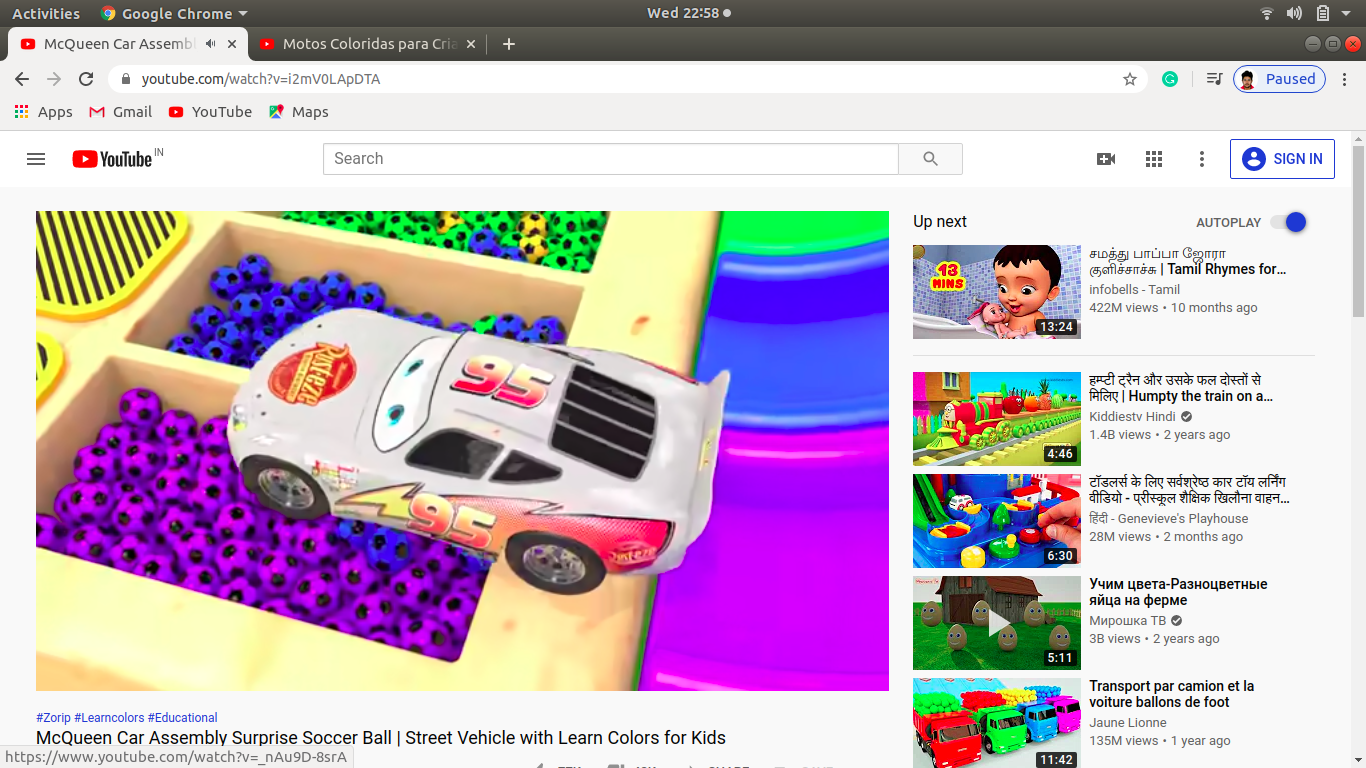 Activities Google Chrome Wed 22:58
McQueen Car Assembl Motos Coloridas para Cria
youtube.com/watch?v=i2mV0LApDTA Paused
Apps Gmail YouTube Maps
YouTube IN Search SIGN IN
Up next AUTOPLAY
95
95
Rust-eze
13 MINS
13:24
சமத்து பாப்பா ஜோரா
குளிச்சாச்சு | Tamil Rhymes for…
infobells - Tamil
422M views • 10 months ago
4:46
हम्प्टी ट्रैन और उसके फल दोस्तों से
मिलिए | Humpty the train on a…
Kiddiestv Hindi
1.4B views • 2 years ago
6:30
टॉडलर्स के लिए सर्वश्रेष्ठ कार टॉय लर्निंग
वीडियो - प्रीस्कूल शैक्षिक खिलौना वाहन…
हिंदी - Genevieve's Playhouse
28M views • 2 months ago
5:11
Учим цвета-Разноцветные
яйца на ферме
Мирошка ТВ
3B views • 2 years ago
11:42
Transport par camion et la
voiture ballons de foot
Jaune Lionne
135M views • 1 year ago
#Zorip #Learncolors #Educational
McQueen Car Assembly Surprise Soccer Ball | Street Vehicle with Learn Colors for Kids
https://www.youtube.com/watch?v=_nAu9D-8srA